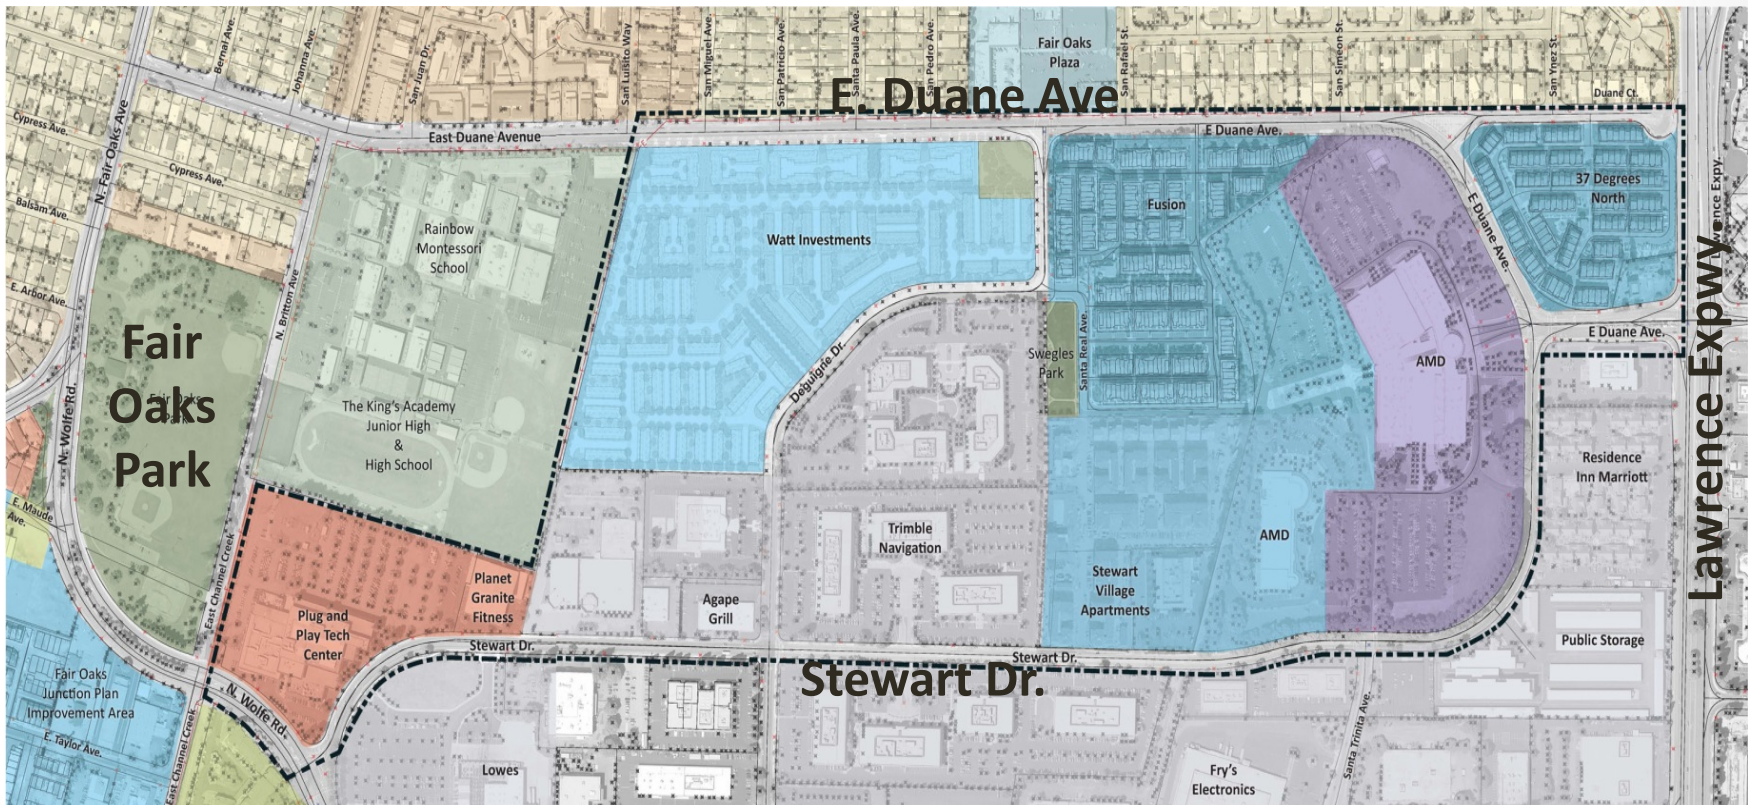 Bernal Ave.
Johanna Ave.
San Juan Dr.
San Luisito Way
San Miguel Ave.
San Patricio Ave.
Santa Paula Ave.
San Pedro Ave.
Fair Oaks
Plaza
San Rafael St.
San Simeon St.
San Ynez St.
Duane Ct.
E. Duane Ave
Cypress Ave.
N. Fair Oaks Ave
East Duane Avenue
E Duane Ave.
Cypress Ave.
Balsam Ave.
E. Arbor Ave.
Rainbow
Montessori
School
Watt Investments
Fusion
37 Degrees
North
E Duane Ave.
ence Expy.
Lawrence Expwy.
N. Britton Ave
Fair
Oaks
Park
Fair Oaks
Park
N. Wolfe Rd.
The King's Academy
Junior High
&
High School
Deguigne Dr.
Swegles
Park
Santa Real Ave.
AMD
E Duane Ave.
Residence
Inn Marriott
E. Maude
Ave.
East Channel Creek
Trimble
Navigation
AMD
Planet
Granite
Fitness
Plug and
Play Tech
Center
Agape
Grill
Stewart
Village
Apartments
Public Storage
Stewart Dr.
Stewart Dr.
Stewart Dr.
Fair Oaks
Junction Plan
Improvement Area
N. Wolfe Rd.
E. Taylor Ave.
East Channel Creek
Lowes
Santa Trinita Ave.
Fry's
Electronics